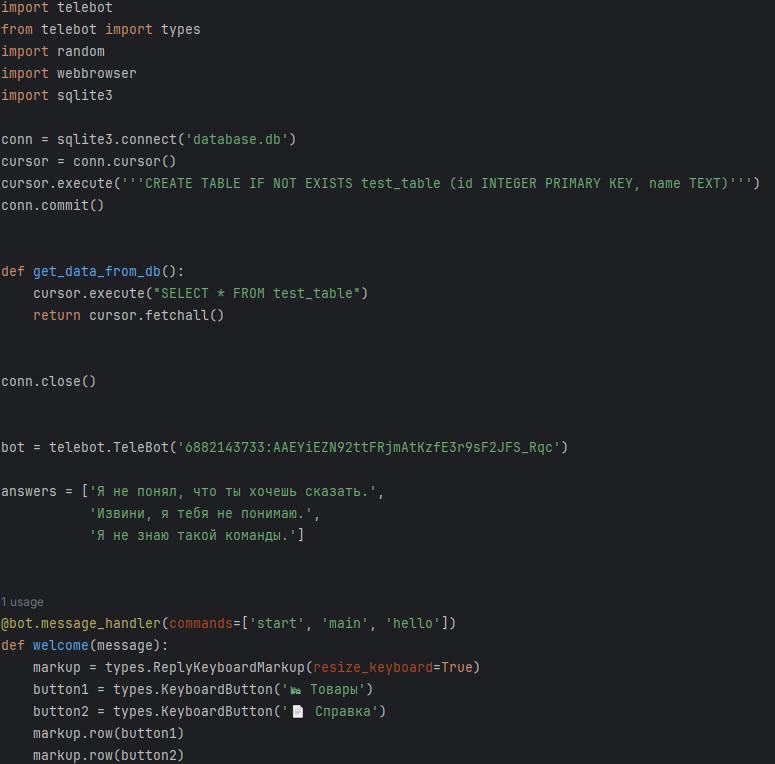 import telebot
from telebot import types
import random
import webbrowser
import sqlite3
conn = sqlite3.connect('database.db')
cursor = conn.cursor()
cursor.execute('''CREATE TABLE IF NOT EXISTS test_table (id INTEGER PRIMARY KEY, name TEXT)''')
conn.commit()
def get_data_from_db():
    cursor.execute("SELECT * FROM test_table")
    return cursor.fetchall()
conn.close()
bot = telebot.TeleBot('6882143733:AAEYiEZN92ttFRjmAtKzfE3r9sF2JFS_Rqc')
answers = ['Я не понял, что ты хочешь сказать.',
           'Извини, я тебя не понимаю.',
           'Я не знаю такой команды.']
1 usage
@bot.message_handler(commands=['start', 'main', 'hello'])
def welcome(message):
    markup = types.ReplyKeyboardMarkup(resize_keyboard=True)
    button1 = types.KeyboardButton('👟 Товары')
    button2 = types.KeyboardButton('📄 Справка')
    markup.row(button1)
    markup.row(button2)